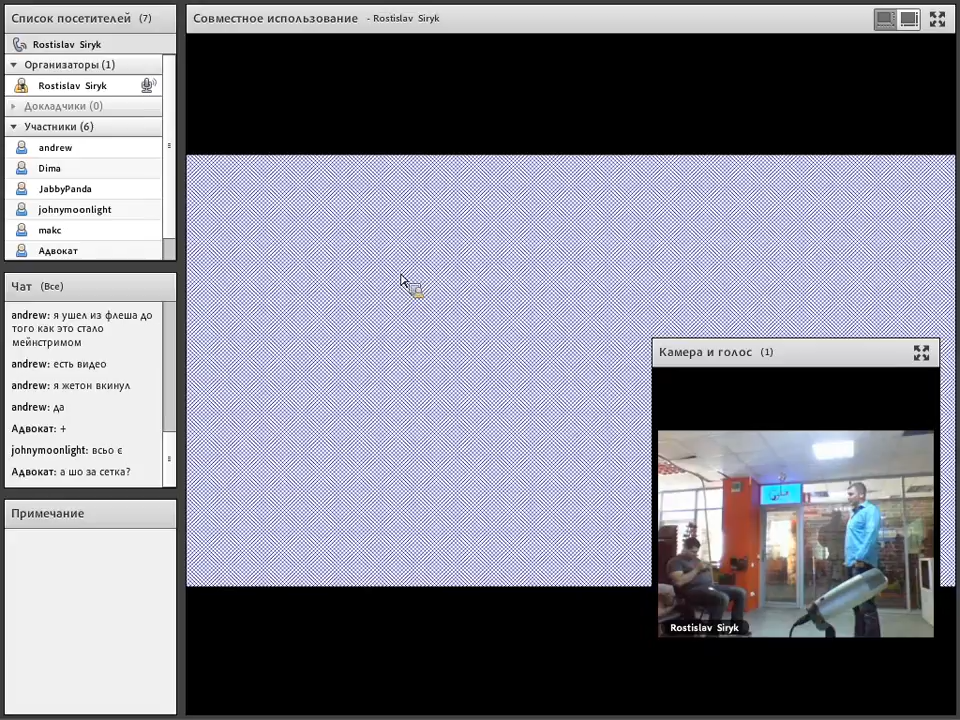 Список посетителей (7)
Rostislav Siryk
Организаторы (1)
Rostislav Siryk
Докладчики (0)
Участники (6)
andrew
Dima
JabbyPanda
johnymoonlight
makc
Адвокат
Чат (Все)
andrew: я ушел из флеша до
того как это стало
мейнстримом
andrew: есть видео
andrew: я жетон вкинул
andrew: да
Адвокат: +
johnymoonlight: всьо є
Адвокат: а шо за сетка?
Примечание
Совместное использование - Rostislav Siryk
Камера и голос (1)
Rostislav Siryk